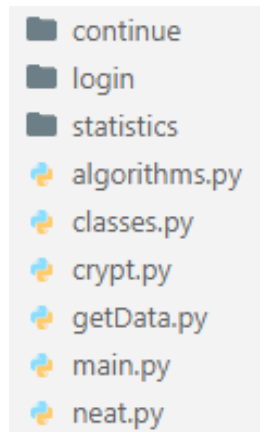 continue
login
statistics
algorithms.py
classes.py
crypt.py
getData.py
main.py
neat.py